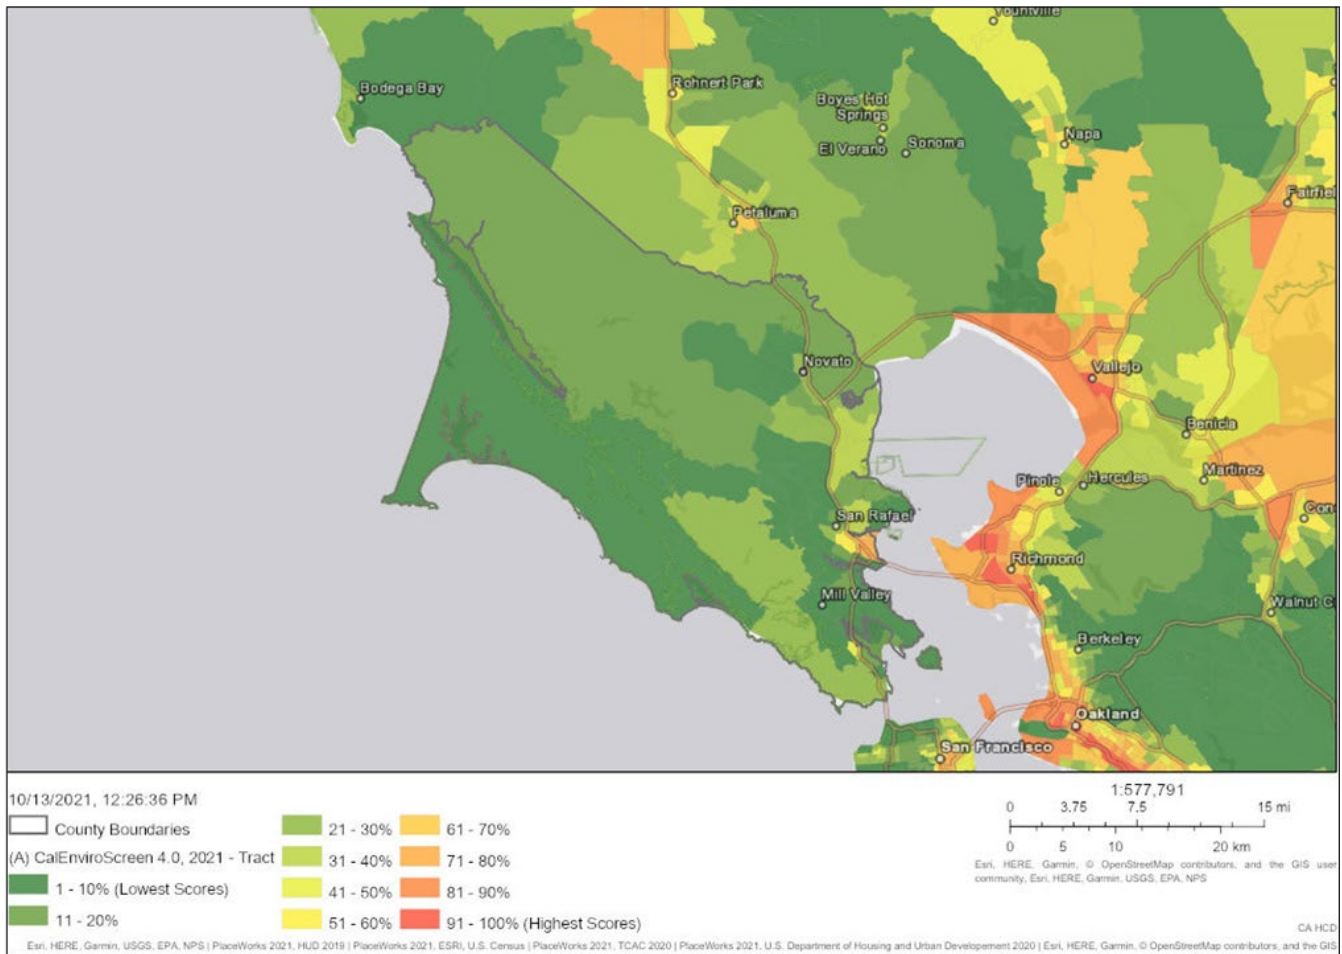 Yountville
Bodega Bay
Rohnert Park
Boyes Hot
Springs
El Verano
Sonoma
Napa
Fairfiel
Petaluma
Novato
Vallejo
Benicia
Pinole
Hercules
Martinez
Con
San Rafael
Richmond
Mill Valley
Walnut C
Berkeley
Oakland
San Francisco
10/13/2021, 12:26:36 PM
County Boundaries
(A) CalEnviroScreen 4.0, 2021 - Tract
1 - 10% (Lowest Scores)
11 - 20%
21 - 30%
31 - 40%
41 - 50%
51 - 60%
61 - 70%
71 - 80%
81 - 90%
91 - 100% (Highest Scores)
1:577,791
0 3.75 7.5 15 mi
0 5 10 20 km
Esri, HERE, Garmin, © OpenStreetMap contributors, and the GIS user
community, Esri, HERE, Garmin, USGS, EPA, NPS
CA HCD
Esri, HERE, Garmin, USGS, EPA, NPS | PlaceWorks 2021, HUD 2019 | PlaceWorks 2021, ESRI, U.S. Census | PlaceWorks 2021, TCAC 2020 | PlaceWorks 2021, U.S. Department of Housing and Urban Developement 2020 | Esri, HERE, Garmin, © OpenStreetMap contributors, and the GIS